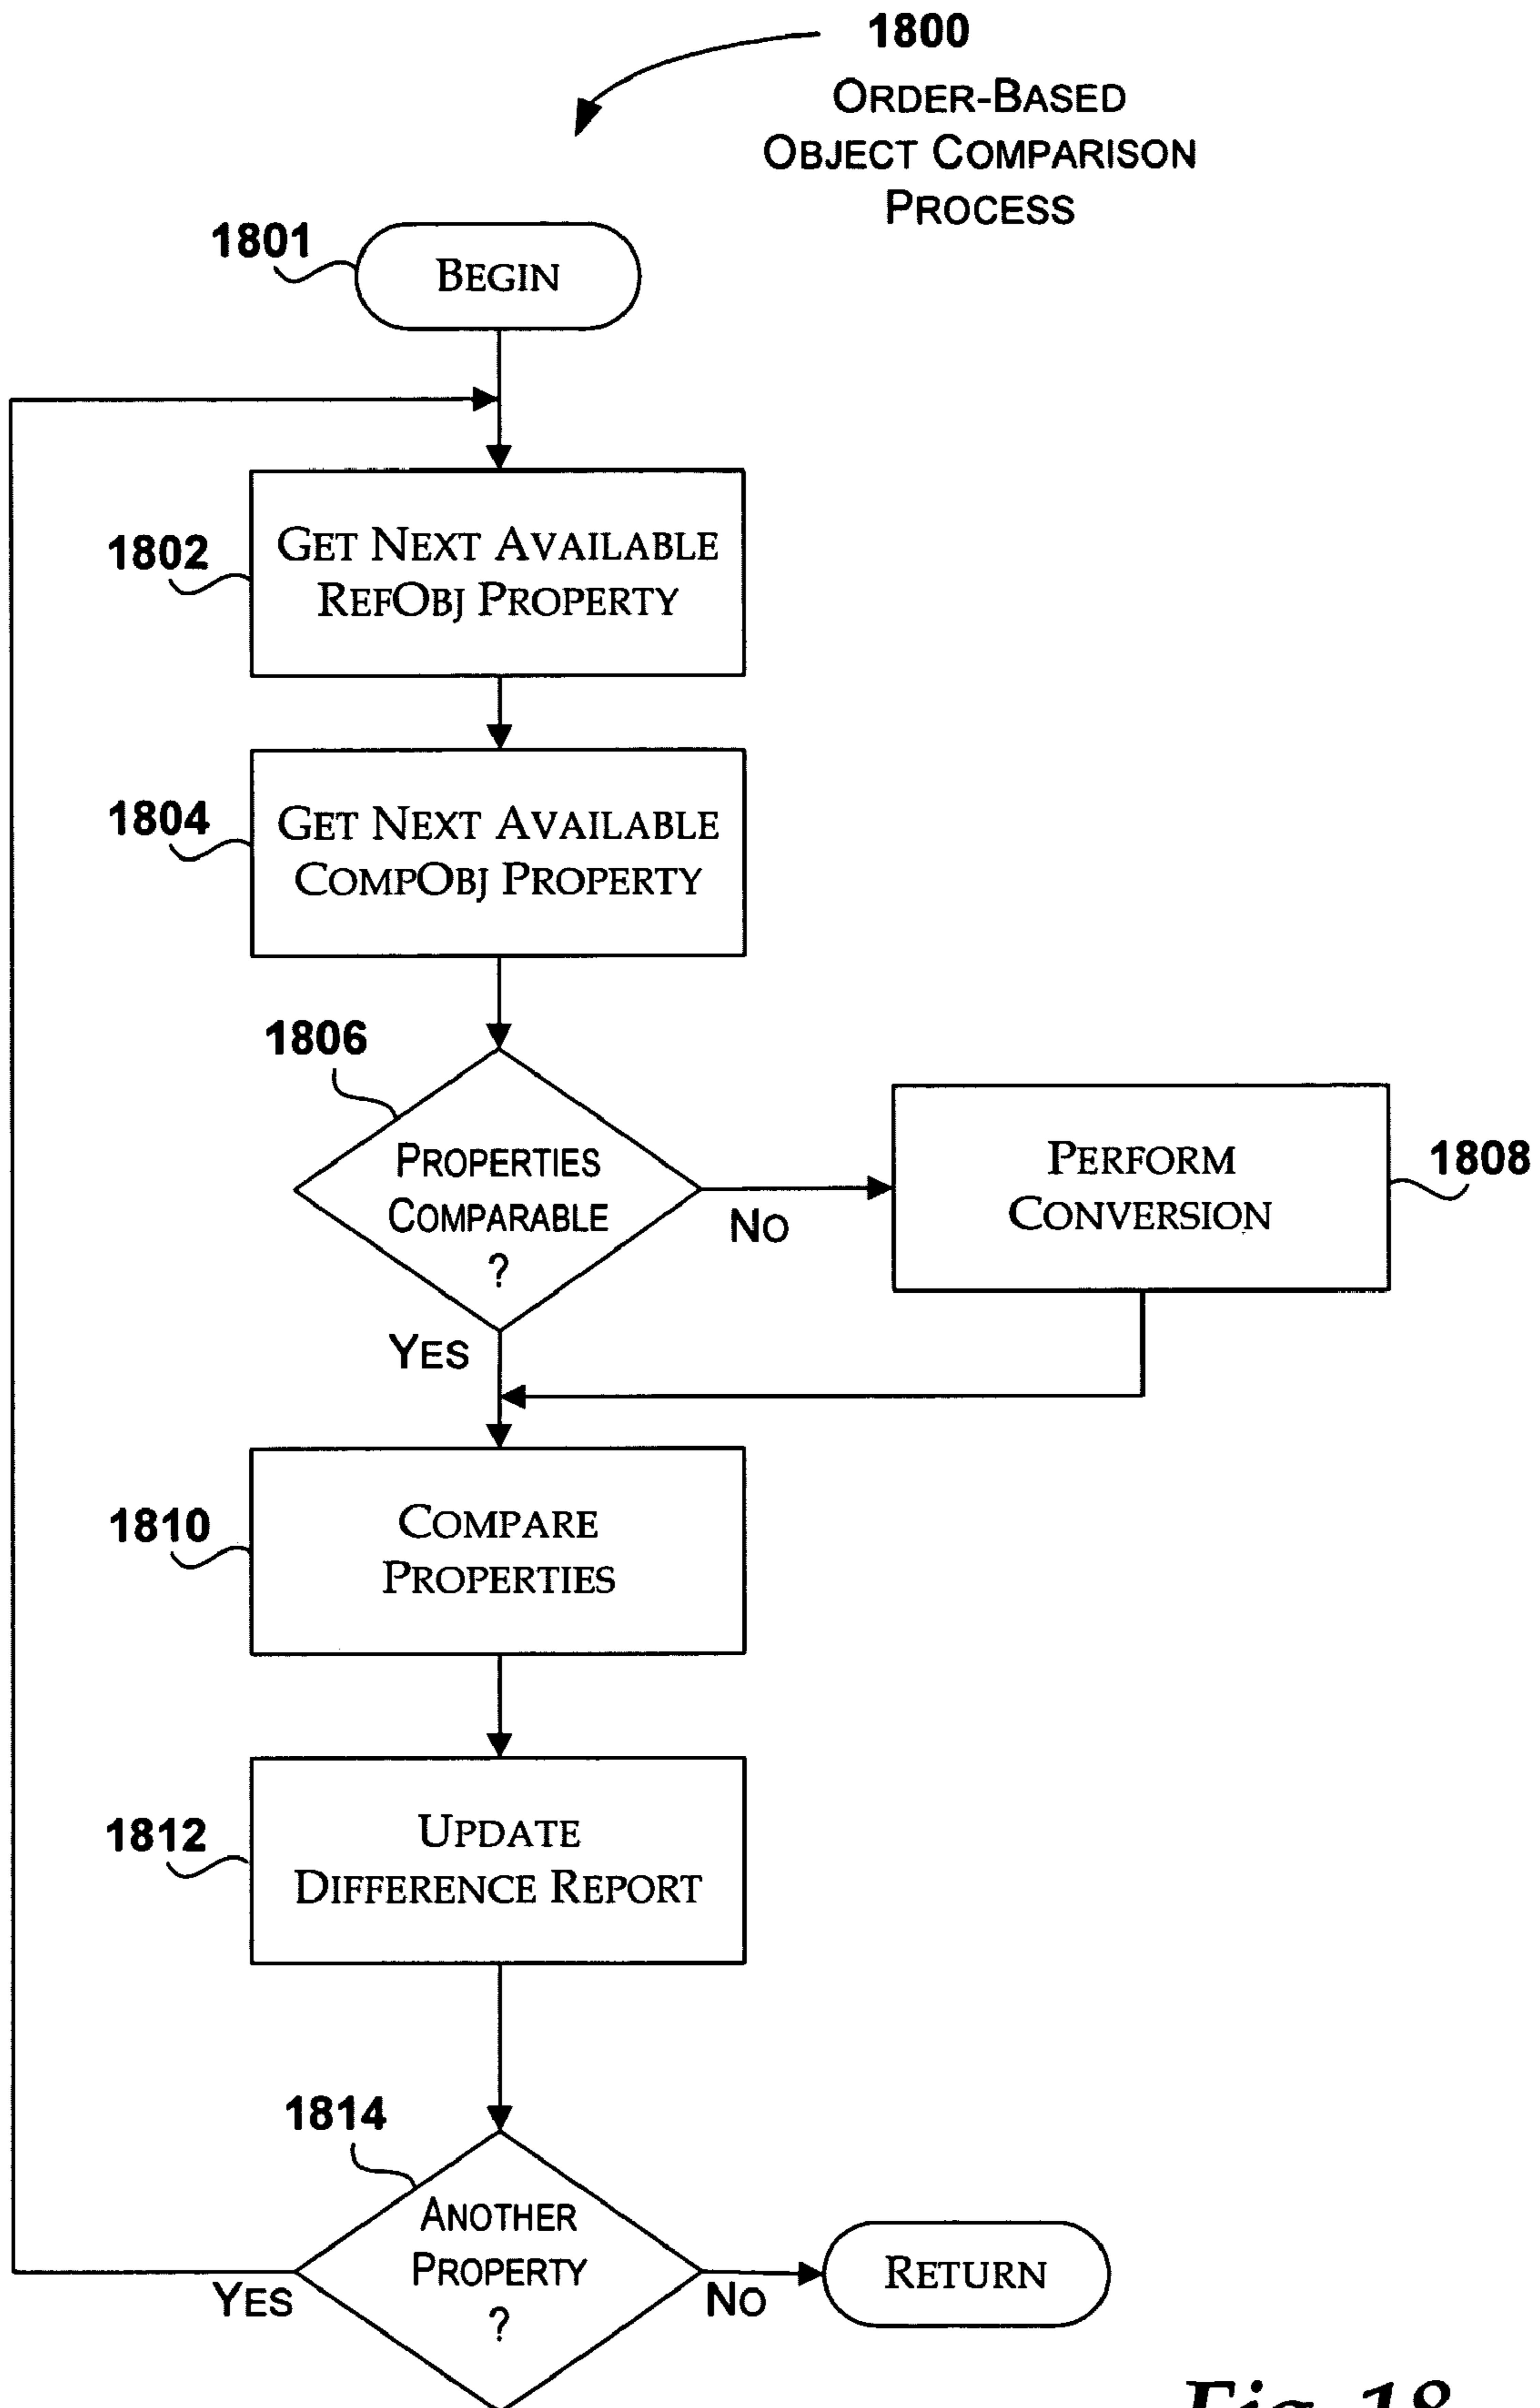 1800
ORDER-BASED
OBJECT COMPARISON
PROCESS
1801
BEGIN
1802
GET NEXT AVAILABLE
REFOBJ PROPERTY
1804
GET NEXT AVAILABLE
COMPOBJ PROPERTY
1806
PROPERTIES
COMPARABLE
?
NO
YES
PERFORM
CONVERSION
1808
1810
COMPARE
PROPERTIES
1812
UPDATE
DIFFERENCE REPORT
1814
ANOTHER
PROPERTY
?
YES
NO
RETURN
Fig. 18